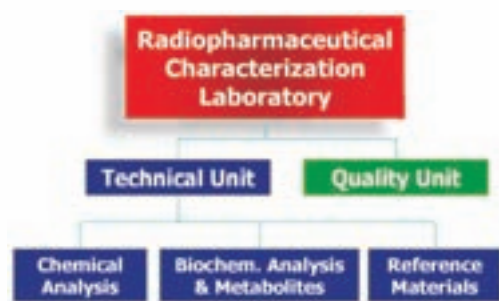 Radiopharmaceutical
Characterization
Laboratory
Technical Unit
Quality Unit
Chemical
Analysis
Biochem. Analysis
& Metabolites
Reference
Materials